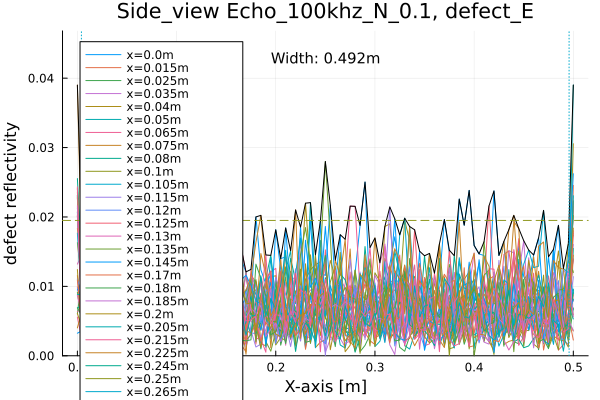 Side_view Echo_100khz_N_0.1, defect_E
Width: 0.492m
defect reflectivity
0.04
0.03
0.02
0.01
0.00
x=0.0m
x=0.015m
x=0.025m
x=0.035m
x=0.04m
x=0.05m
x=0.065m
x=0.075m
x=0.08m
x=0.1m
x=0.105m
x=0.115m
x=0.12m
x=0.125m
x=0.13m
x=0.135m
x=0.145m
x=0.17m
x=0.18m
x=0.185m
x=0.2m
x=0.205m
x=0.215m
x=0.225m
x=0.245m
x=0.25m
x=0.265m
0.2 0.3 0.4 0.5
X-axis [m]